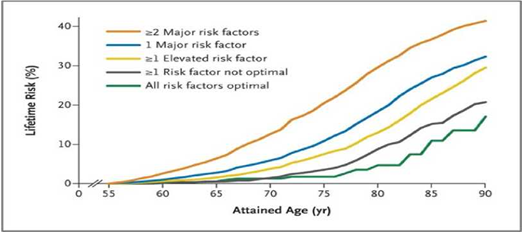 40
30
20
10
0
Lifetime Risk (%)
≥2 Major risk factors
1 Major risk factor
≥1 Elevated risk factor
≥1 Risk factor not optimal
All risk factors optimal
0 55 60 65 70 75 80 85 90
Attained Age (yr)